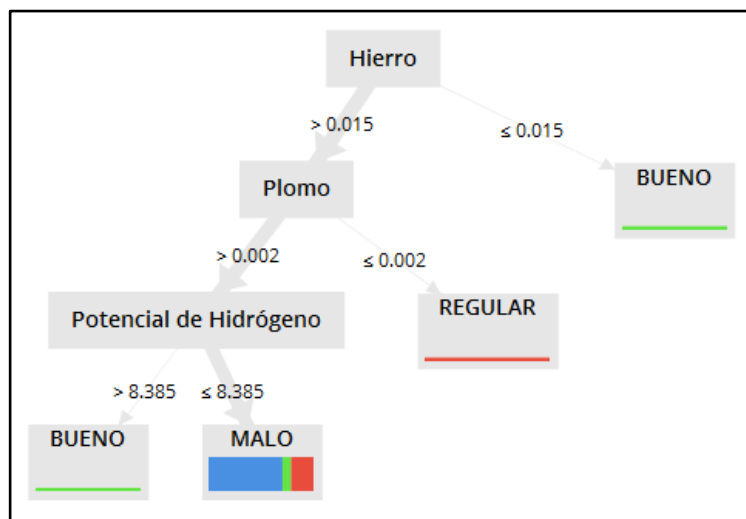 Hierro
> 0.015
≤ 0.015
Plomo
BUENO
> 0.002
≤ 0.002
Potencial de Hidrógeno
REGULAR
> 8.385
≤ 8.385
BUENO
MALO